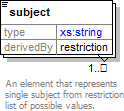 subject
type xs:string
derivedBy restriction
1..
An element that represents
single subject from restriction
list of possible values.